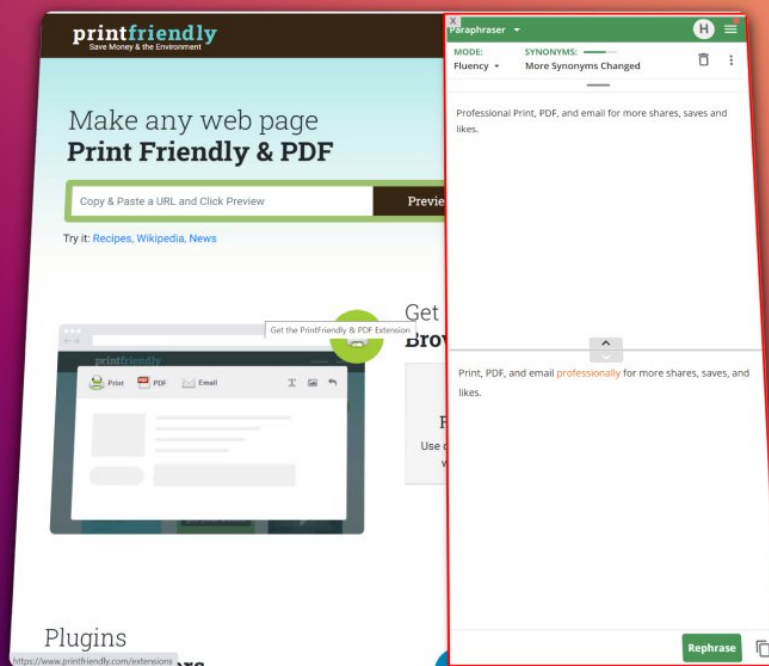 printfriendly
Save Money & the Environment
Make any web page
Print Friendly & PDF
Copy & Paste a URL and Click Preview
Previe
Try it: Recipes, Wikipedia, News
Get the PrintFriendly & PDF Extension
Get
Brow
printfriendly
Print PDF Email
Use
Plugins
https://www.printfriendly.com/extensions
X
Paraphraser
H
MODE:
Fluency
SYNONYMS:
More Synonyms Changed
Professional Print, PDF, and email for more shares, saves and
likes.
Print, PDF, and email professionally for more shares, saves, and
likes.
Rephrase